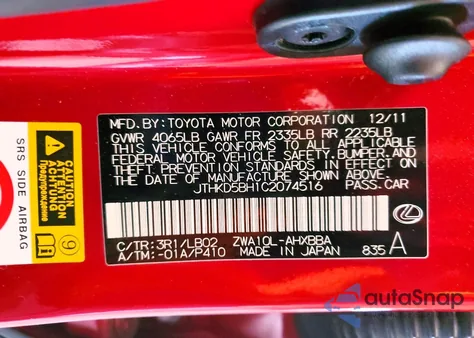 MFD.BY:TOYOTA MOTOR CORPORATION 12/11
GVWR 4065LB GAWR FR 2335LB RR 2235LB
THIS VEHICLE CONFORMS TO ALL APPLICABLE
FEDERAL MOTOR VEHICLE SAFETY,BUMPER,AND
THEFT PREVENTION STANDARDS IN EFFECT ON
THE DATE OF MANUFACTURE SHOWN ABOVE.
JTHKD5BH1C2074516 PASS.CAR
C/TR:3R1/LB02 ZWA10L-AHXBBA
A/TM:-01A/P410 MADE IN JAPAN 835 A
SRS SIDE AIRBAG
CAUTION
ATTENTION
Предупреждение
9
autoSnap